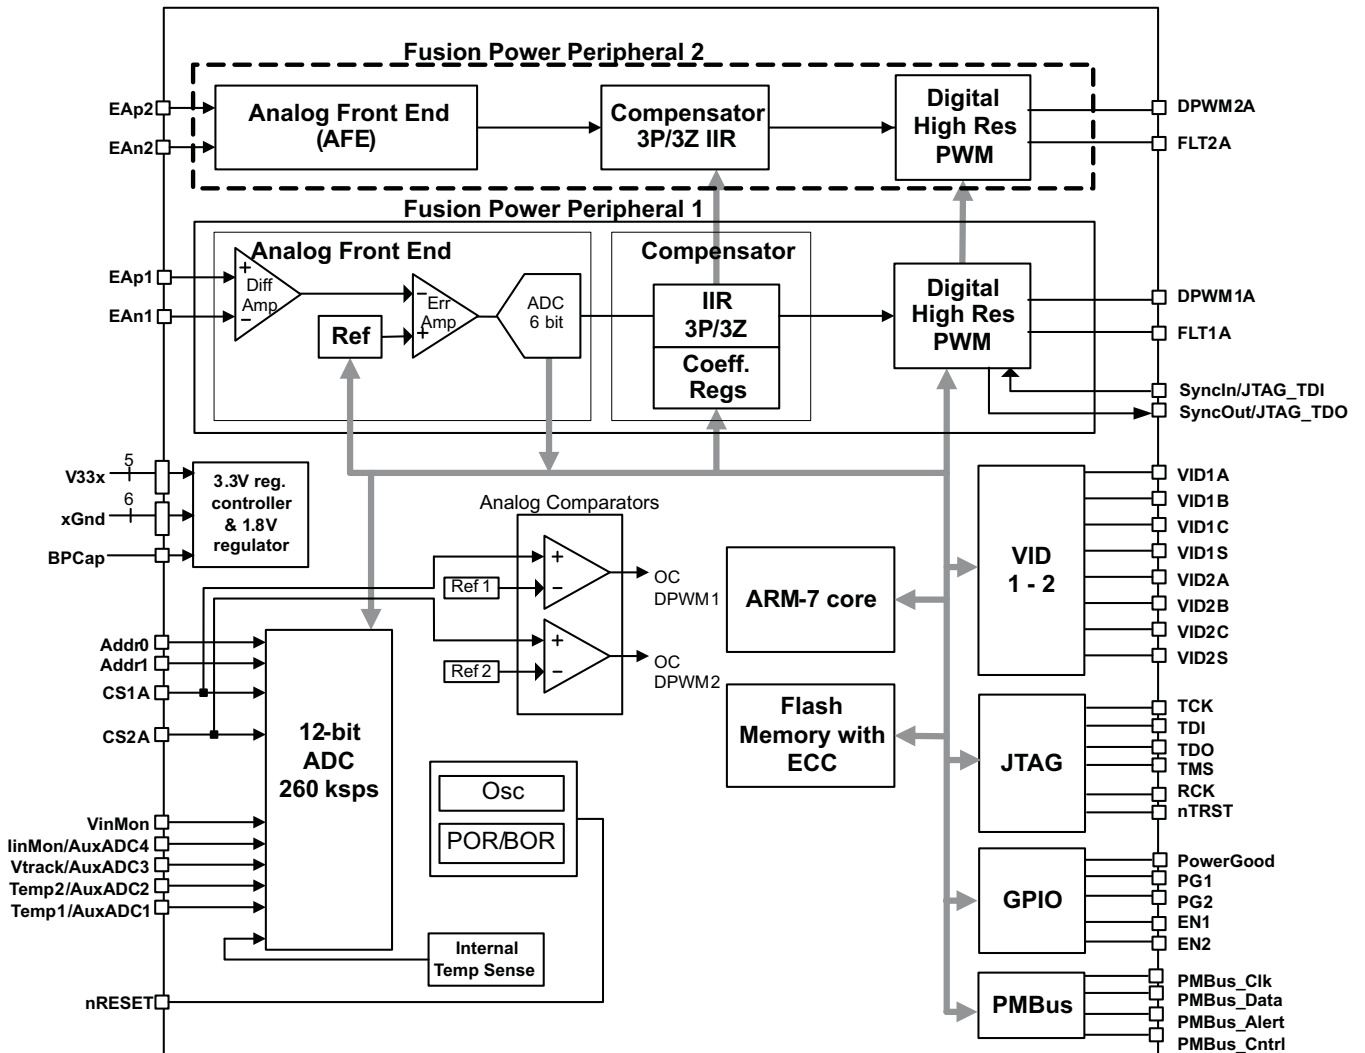 Fusion Power Peripheral 2
EAp2
EAn2
Analog Front End
(AFE)
Compensator
3P/3Z IIR
Digital
High Res
PWM
DPWM2A
FLT2A
Fusion Power Peripheral 1
Analog Front End
Compensator
EAp1
EAn1
+
Diff
Amp
−
Ref
−
Err
Amp
+
ADC
6 bit
IIR
3P/3Z
Coeff.
Regs
Digital
High Res
PWM
DPWM1A
FLT1A
SyncIn/JTAG_TDI
SyncOut/JTAG_TDO
V33x
5
xGnd
6
BPCap
3.3V reg.
controller
& 1.8V
regulator
Analog Comparators
Ref 1
+
−
OC
DPWM1
Ref 2
+
−
OC
DPWM2
ARM-7 core
Flash
Memory with
ECC
VID
1 - 2
VID1A
VID1B
VID1C
VID1S
VID2A
VID2B
VID2C
VID2S
Addr0
Addr1
CS1A
CS2A
VinMon
IinMon/AuxADC4
Vtrack/AuxADC3
Temp2/AuxADC2
Temp1/AuxADC1
nRESET
12-bit
ADC
260 ksps
Osc
POR/BOR
Internal
Temp Sense
JTAG
TCK
TDI
TDO
TMS
RCK
nTRST
GPIO
PowerGood
PG1
PG2
EN1
EN2
PMBus
PMBus_Clk
PMBus_Data
PMBus_Alert
PMBus_Cntrl